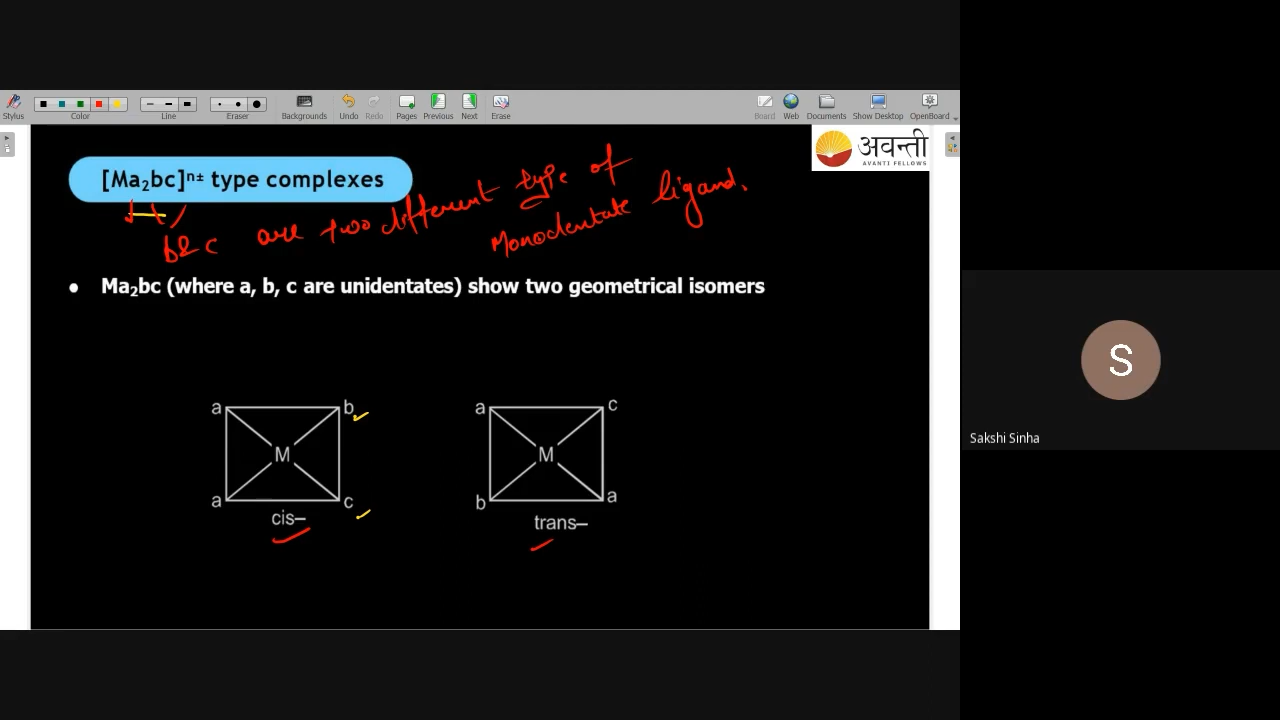 Stylus Color Line Eraser Backgrounds Undo Redo Pages Previous Next Erase Board Web Documents Show Desktop OpenBoard
अवन्ती
AVANTI FELLOWS
[Ma₂bc]ⁿ± type complexes
b & c are two different type of
Monodentate ligand.
• Ma₂bc (where a, b, c are unidentates) show two geometrical isomers
a b a c
M M
a c b a
cis– trans–
S
Sakshi Sinha